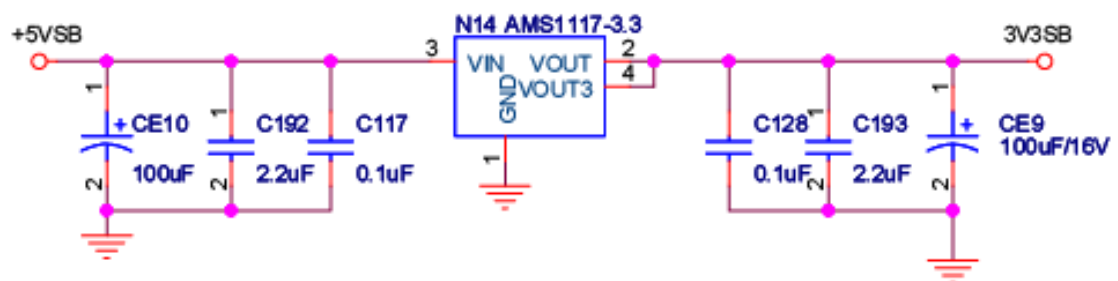 N14 AMS1117-3.3
+5VSB
3V3SB
3
VIN
VOUT
2
VOUT3
4
GND
1
1
CE10
100uF
2
1
C192
2.2uF
2
C117
0.1uF
1
C128
0.1uF
1
C193
2.2uF
2
1
CE9
100uF/16V
2
+
+